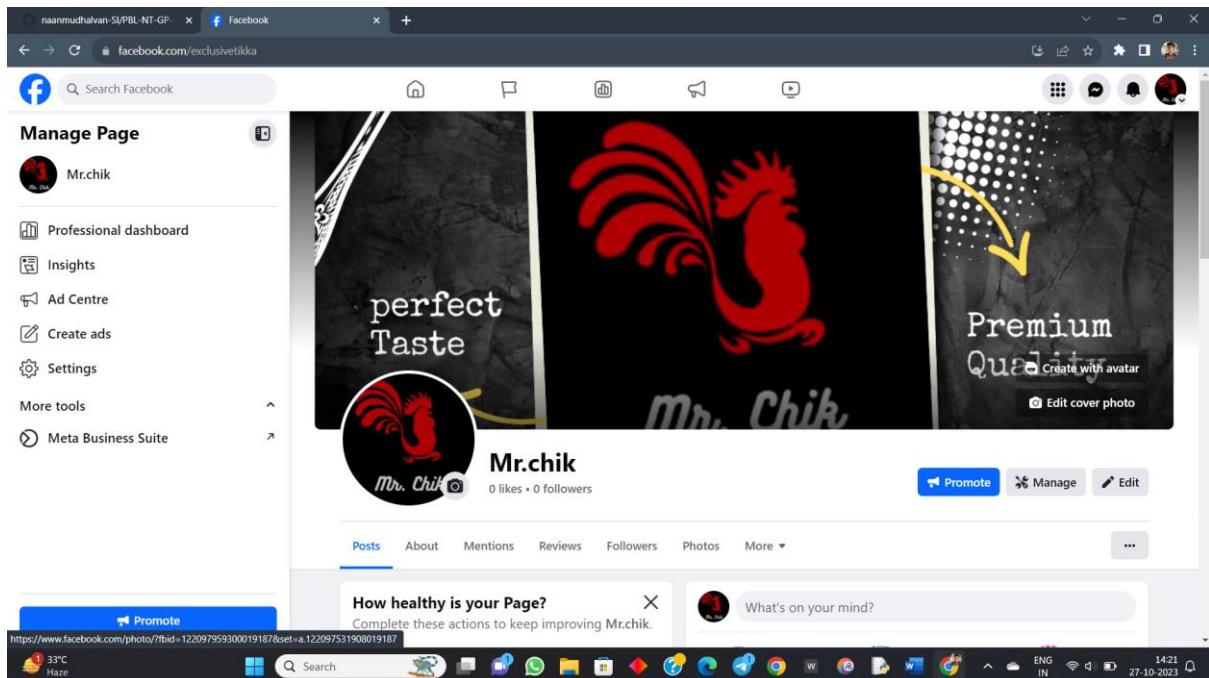 naanmudhalvan-SI/PBL-NT-GP-
Facebook
facebook.com/exclusivetikka
Search Facebook
Manage Page
Mr.chik
Professional dashboard
Insights
Ad Centre
Create ads
Settings
More tools
Meta Business Suite
Promote
perfect
Taste
Mr. Chik
Premium
Quality
Create with avatar
Edit cover photo
Mr. Chik
Mr.chik
0 likes • 0 followers
Promote
Manage
Edit
Posts
About
Mentions
Reviews
Followers
Photos
More
How healthy is your Page?
Complete these actions to keep improving Mr.chik.
What's on your mind?
https://www.facebook.com/photo/?fbid=122097959300019187&set=a.122097531908019187
1
33°C
Haze
Search
W
ENG
IN
14:21
27-10-2023